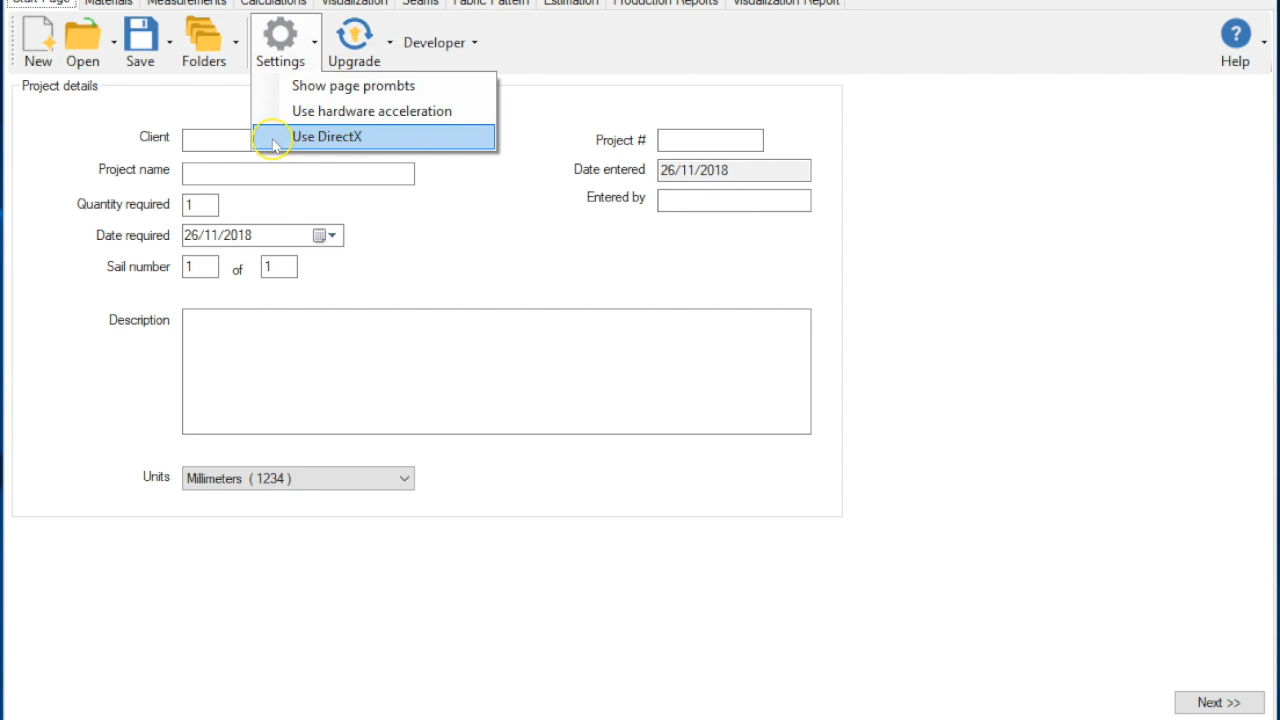 Start Page Materials Measurements Calculations Visualization Seams Fabric Pattern Estimation Production Reports Visualization Report
New Open Save Folders Settings Upgrade Developer Help
Project details
Show page prombts
Use hardware acceleration
Use DirectX
Client
Project #
Project name
Date entered 26/11/2018
Quantity required 1
Entered by
Date required 26/11/2018
Sail number 1 of 1
Description
Units Millimeters ( 1234 )
Next >>